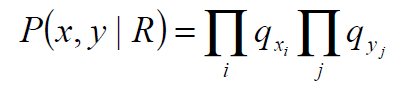 P(x, y | R) = ∏_i q_{x_i} ∏_j q_{y_j}